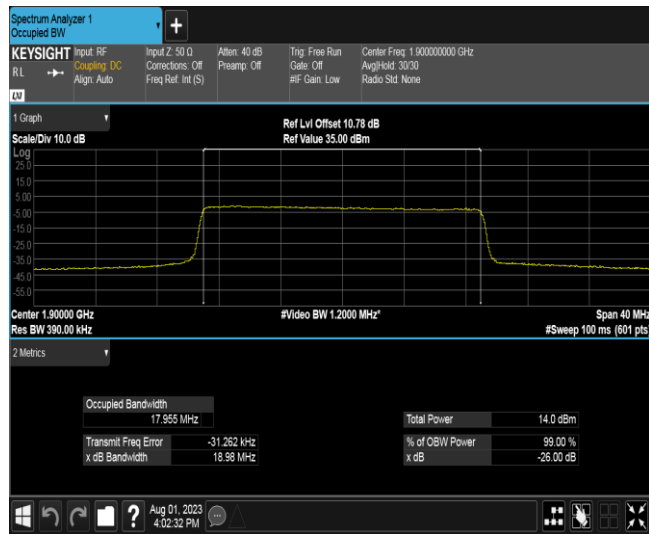 Spectrum Analyzer 1
Occupied BW
+
KEYSIGHT
RL
LXI
Input: RF
Coupling: DC
Align: Auto
Input Z: 50 Ω
Corrections: Off
Freq Ref: Int (S)
Atten: 40 dB
Preamp: Off
Trig: Free Run
Gate: Off
#IF Gain: Low
Center Freq: 1.900000000 GHz
Avg|Hold: 30/30
Radio Std: None
1 Graph
Scale/Div 10.0 dB
Ref Lvl Offset 10.78 dB
Ref Value 35.00 dBm
Log
25.0
15.0
5.00
-5.00
-15.0
-25.0
-35.0
-45.0
-55.0
Center 1.90000 GHz
Res BW 390.00 kHz
#Video BW 1.2000 MHz*
Span 40 MHz
#Sweep 100 ms (601 pts)
2 Metrics
Occupied Bandwidth
17.955 MHz
Transmit Freq Error -31.262 kHz
x dB Bandwidth 18.98 MHz
Total Power 14.0 dBm
% of OBW Power 99.00 %
x dB -26.00 dB
?
Aug 01, 2023
4:02:32 PM